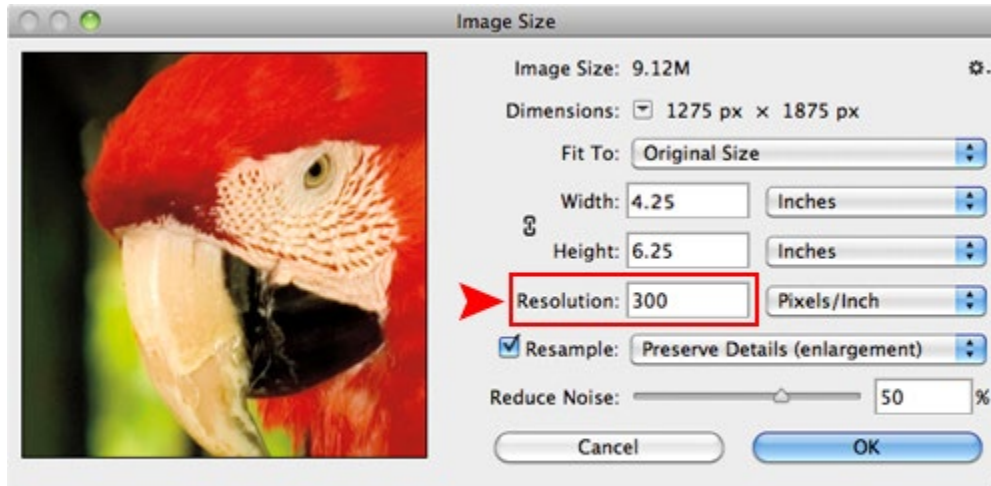 Image Size
Image Size: 9.12M
Dimensions: 1275 px × 1875 px
Fit To: Original Size
Width: 4.25 Inches
Height: 6.25 Inches
Resolution: 300 Pixels/Inch
Resample: Preserve Details (enlargement)
Reduce Noise: 50 %
Cancel OK